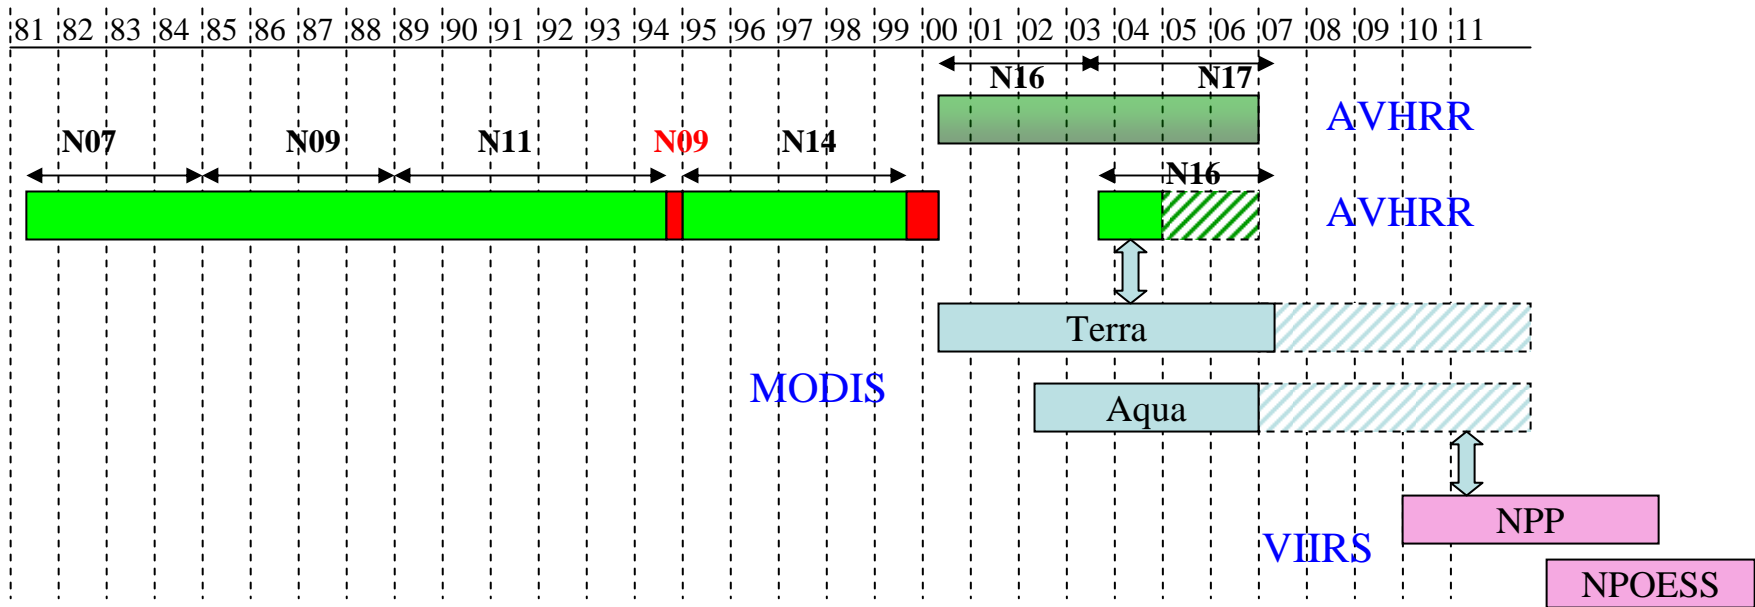 81 82 83 84 85 86 87 88 89 90 91 92 93 94 95 96 97 98 99 00 01 02 03 04 05 06 07 08 09 10 11
N16 N17
AVHRR
N07 N09 N11 N09 N14
N16
AVHRR
Terra
MODIS
Aqua
NPP
VIIRS
NPOESS